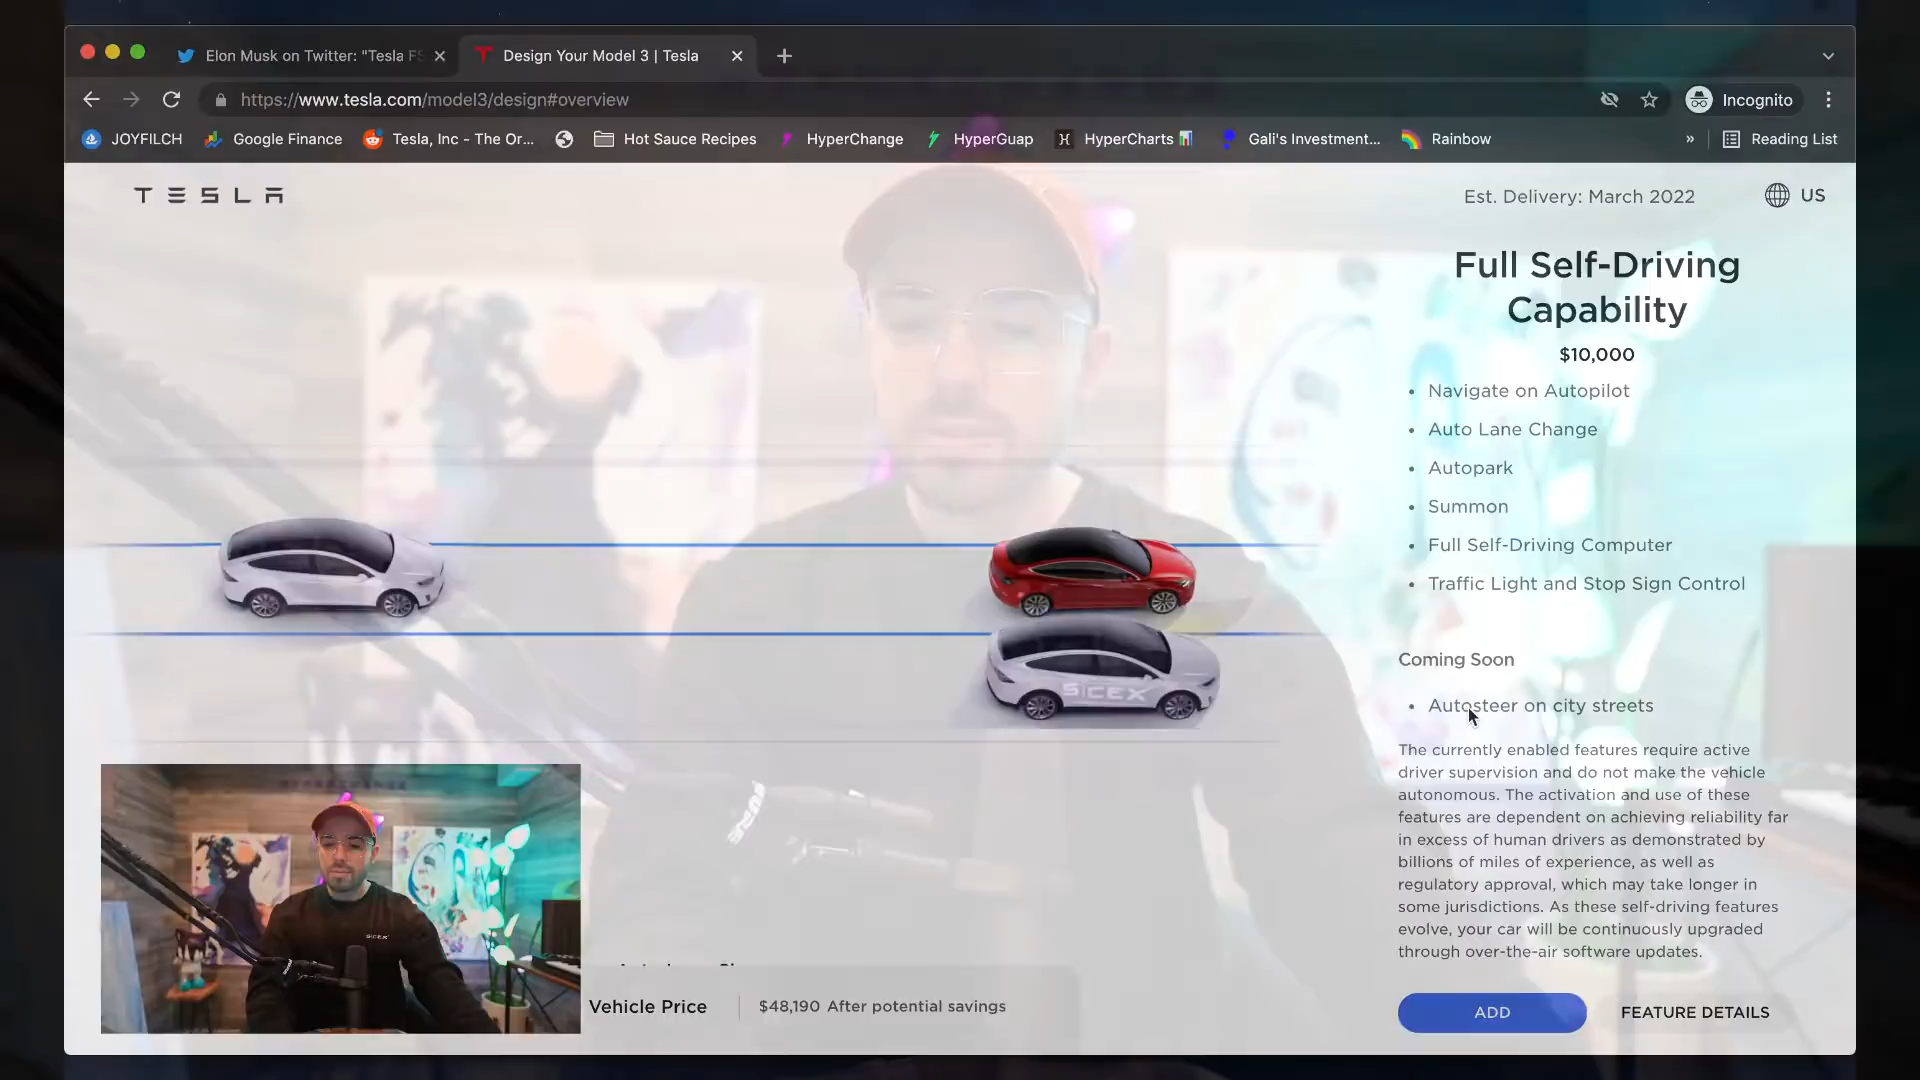 Elon Musk on Twitter: "Tesla FS
Design Your Model 3 | Tesla
https://www.tesla.com/model3/design#overview
Incognito
JOYFILCH
Google Finance
Tesla, Inc - The Or...
Hot Sauce Recipes
HyperChange
HyperGuap
HyperCharts
Gali's Investment...
Rainbow
»
Reading List
TESLA
Est. Delivery: March 2022
US
Full Self-Driving
Capability
$10,000
• Navigate on Autopilot
• Auto Lane Change
• Autopark
• Summon
• Full Self-Driving Computer
• Traffic Light and Stop Sign Control
Coming Soon
• Autosteer on city streets
The currently enabled features require active
driver supervision and do not make the vehicle
autonomous. The activation and use of these
features are dependent on achieving reliability far
in excess of human drivers as demonstrated by
billions of miles of experience, as well as
regulatory approval, which may take longer in
some jurisdictions. As these self-driving features
evolve, your car will be continuously upgraded
through over-the-air software updates.
SICEX
SICEX
Vehicle Price
$48,190 After potential savings
ADD
FEATURE DETAILS